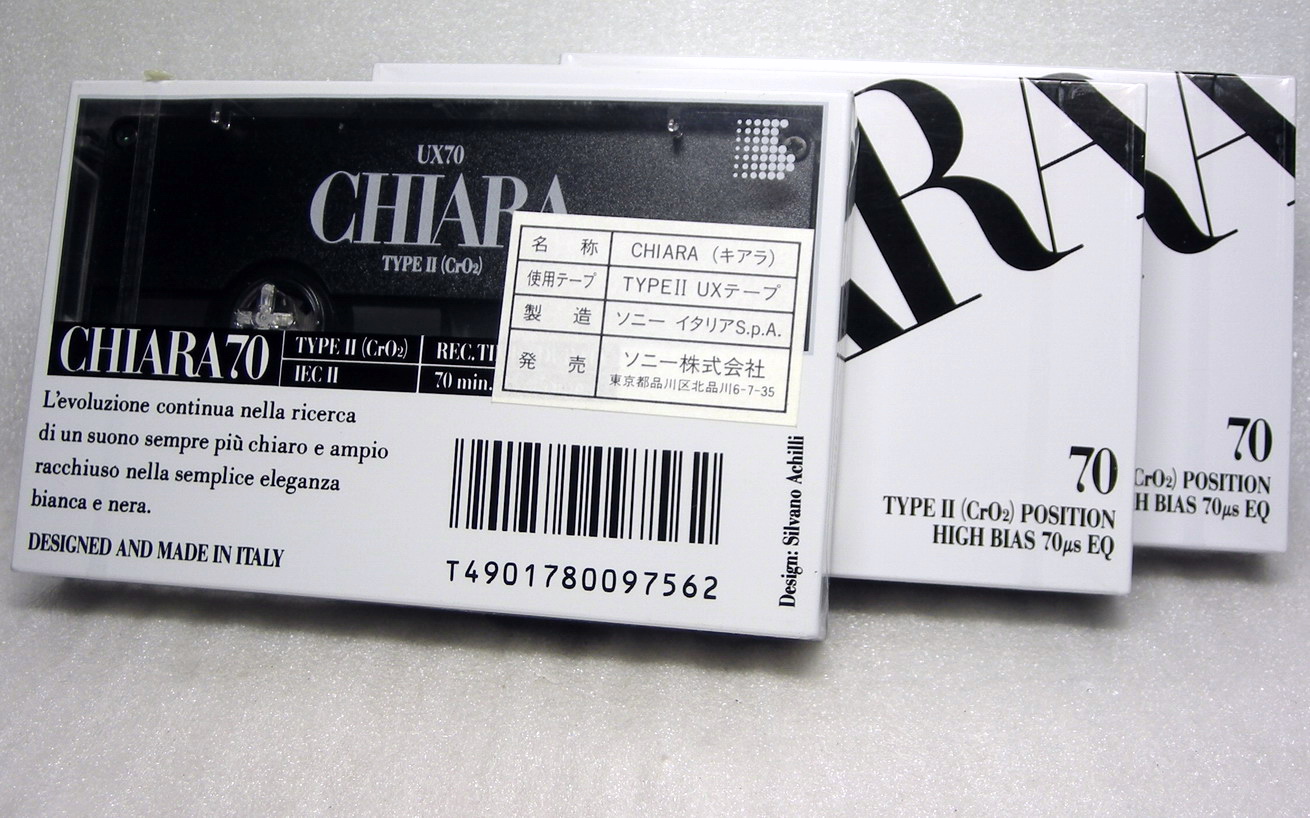 UX70
CHIARA
TYPE II (CrO2)
名 称 CHIARA (キアラ)
使用テープ TYPEII UXテープ
製 造 ソニー イタリアS.p.A.
発 売 ソニー株式会社
東京都品川区北品川6-7-35
CHIARA70
TYPE II (CrO2)
IEC II
70 min.
L'evoluzione continua nella ricerca
di un suono sempre più chiaro e ampio
racchiuso nella semplice eleganza
bianca e nera.
DESIGNED AND MADE IN ITALY
T4901780097562
Design: Silvano Achilli
70
TYPE II (CrO2) POSITION
HIGH BIAS 70μs EQ
70
CrO2) POSITION
BIAS 70μs EQ